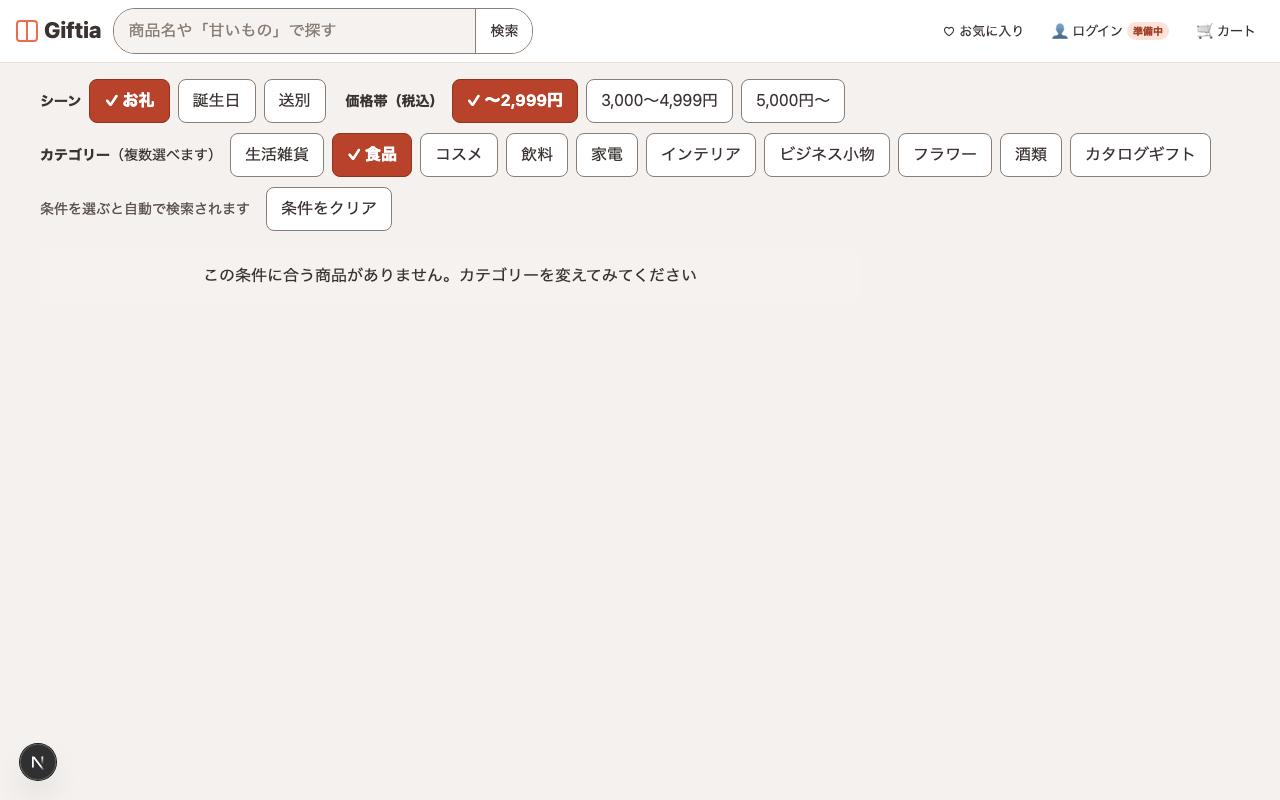 Giftia 商品名や「甘いもの」で探す 検索 ♡ お気に入り 👤 ログイン 準備中 🛒 カート
シーン ✓ お礼 誕生日 送別 価格帯（税込） ✓ 〜2,999円 3,000〜4,999円 5,000円〜
カテゴリー（複数選べます） 生活雑貨 ✓ 食品 コスメ 飲料 家電 インテリア ビジネス小物 フラワー 酒類 カタログギフト
条件を選ぶと自動で検索されます 条件をクリア
この条件に合う商品がありません。カテゴリーを変えてみてください
N